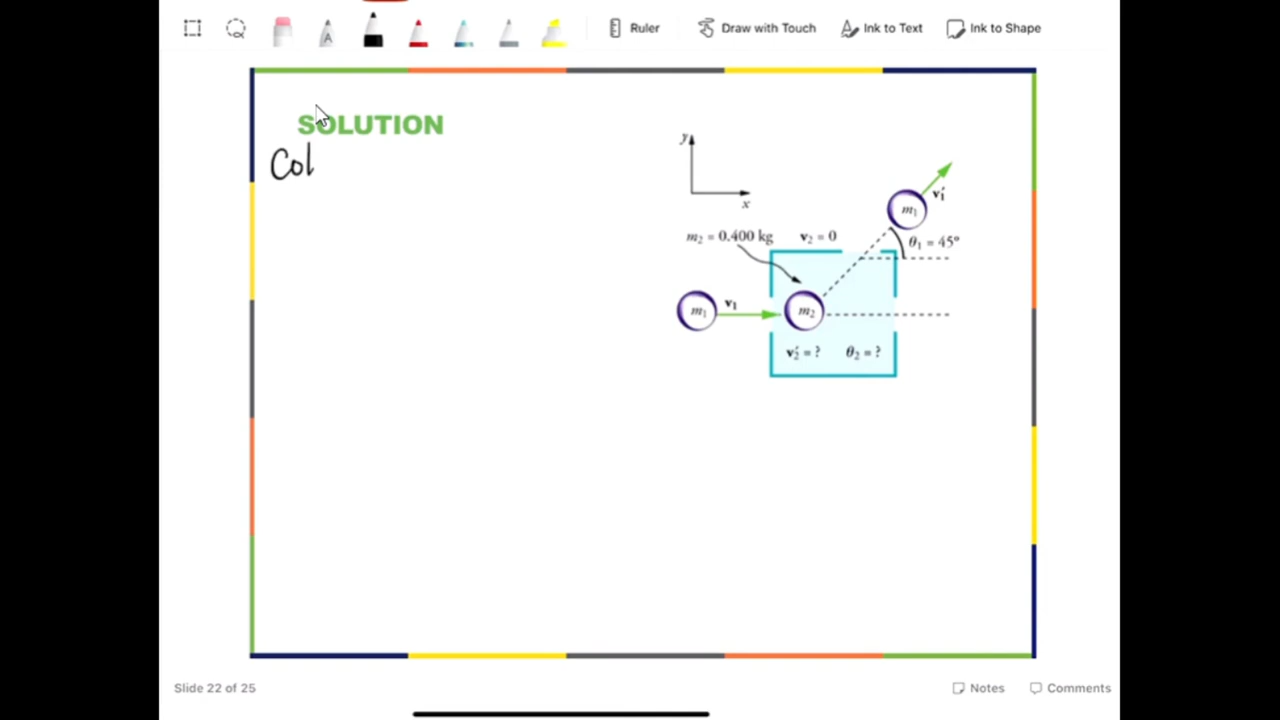 Ruler
Draw with Touch
Ink to Text
Ink to Shape
A
SOLUTION
Col
y
x
v₁′
m₁
m₂ = 0.400 kg
v₂ = 0
θ₁ = 45°
m₁
v₁
m₂
v₂′ = ?
θ₂ = ?
Slide 22 of 25
Notes
Comments